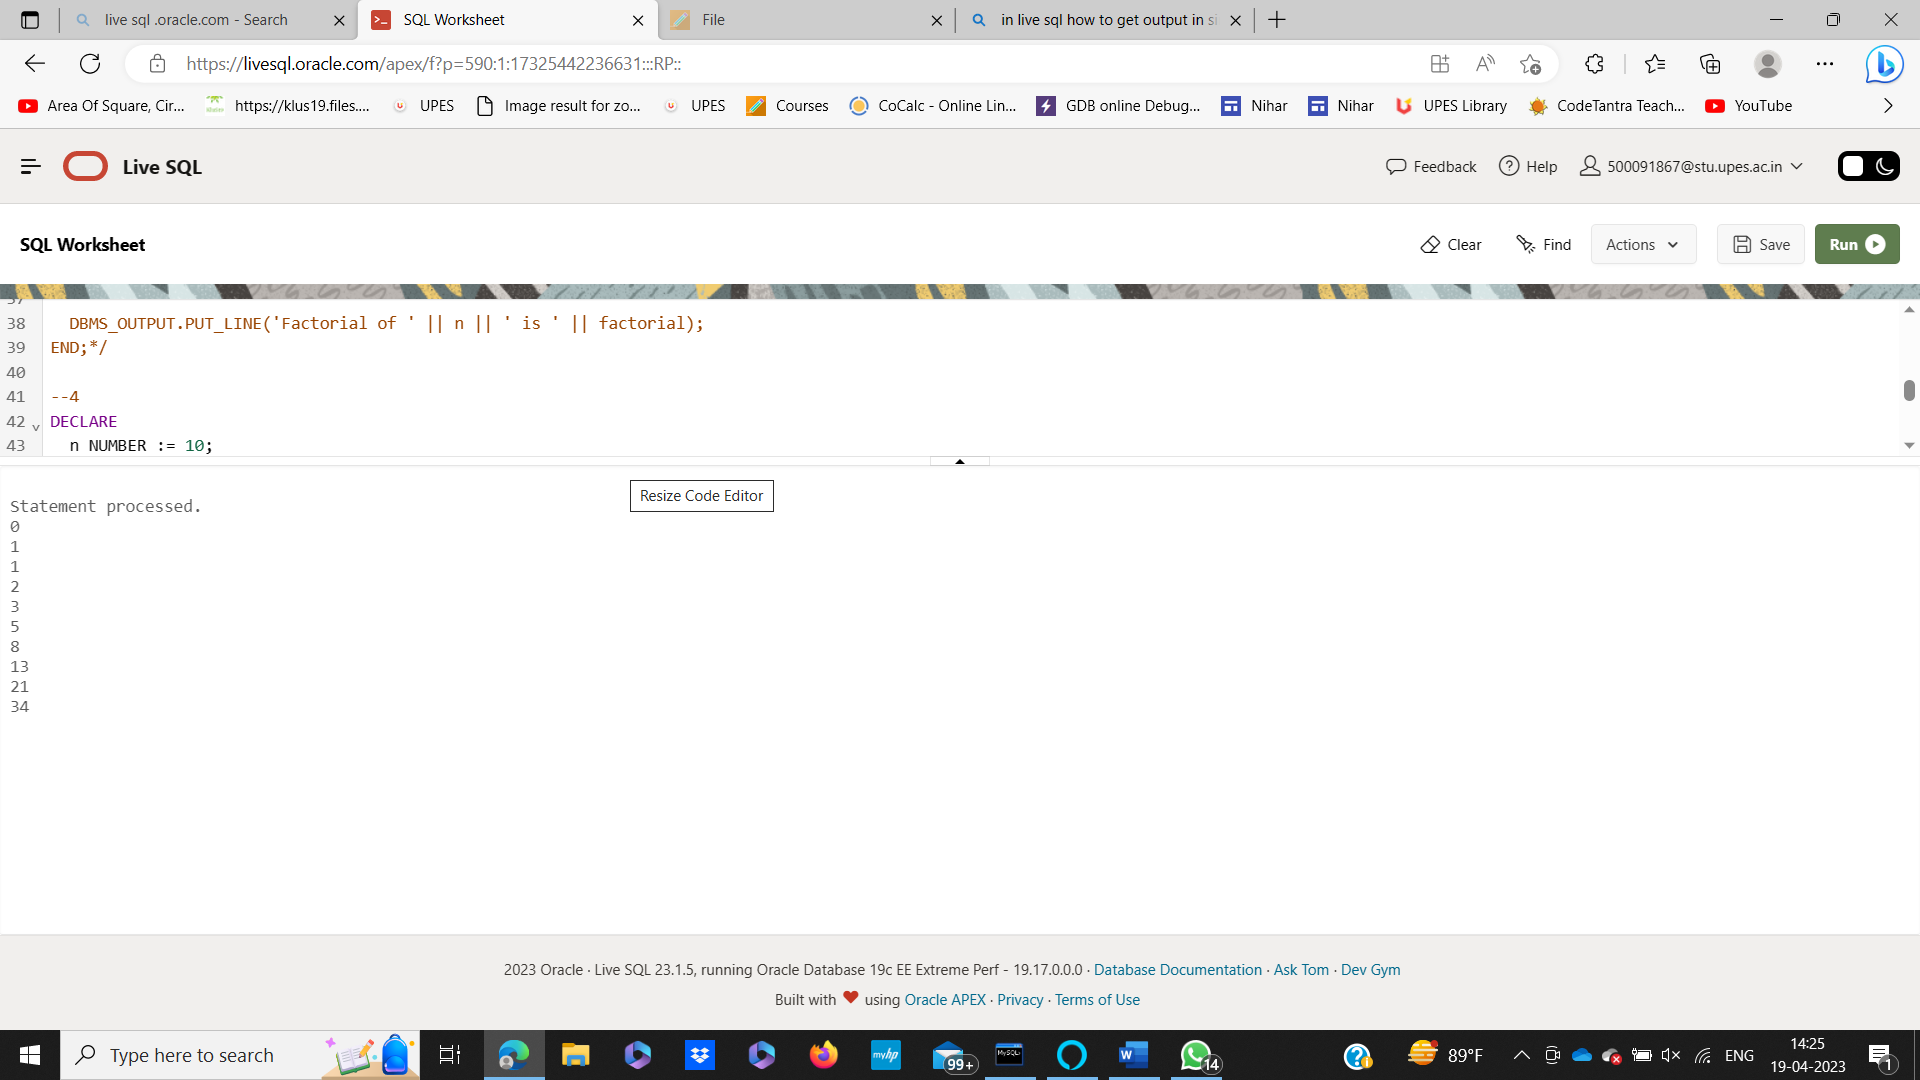 live sql .oracle.com - Search
SQL Worksheet
File
in live sql how to get output in si
https://livesql.oracle.com/apex/f?p=590:1:17325442236631:::RP::
Area Of Square, Cir...
https://klus19.files....
UPES
Image result for zo...
UPES
Courses
CoCalc - Online Lin...
GDB online Debug...
Nihar
Nihar
UPES Library
CodeTantra Teach...
YouTube
Live SQL
Feedback
Help
500091867@stu.upes.ac.in
SQL Worksheet
Clear
Find
Actions
Save
Run
37
38 DBMS_OUTPUT.PUT_LINE('Factorial of ' || n || ' is ' || factorial);
39 END;*/
40
41 --4
42 DECLARE
43 n NUMBER := 10;
Resize Code Editor
Statement processed.
0
1
1
2
3
5
8
13
21
34
2023 Oracle · Live SQL 23.1.5, running Oracle Database 19c EE Extreme Perf - 19.17.0.0.0 · Database Documentation · Ask Tom · Dev Gym
Built with ❤ using Oracle APEX · Privacy · Terms of Use
Type here to search
myhp
99+
MySQL
W
14
89°F
ENG
14:25
19-04-2023
1